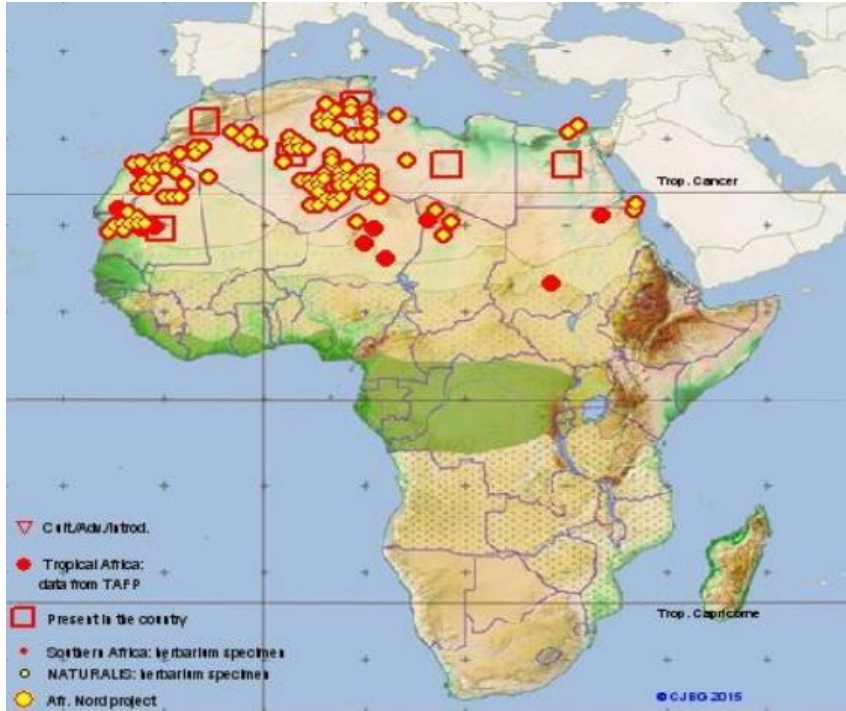 Trop. Cancer
Cult./Adv./Introd.
Tropical Africa:
data from TAFP
Present in the country
Trop. Capricorne
Southern Africa: herbarium specimen
NATURALIS: herbarium specimen
Afr. Nord project
© CJBG 2015